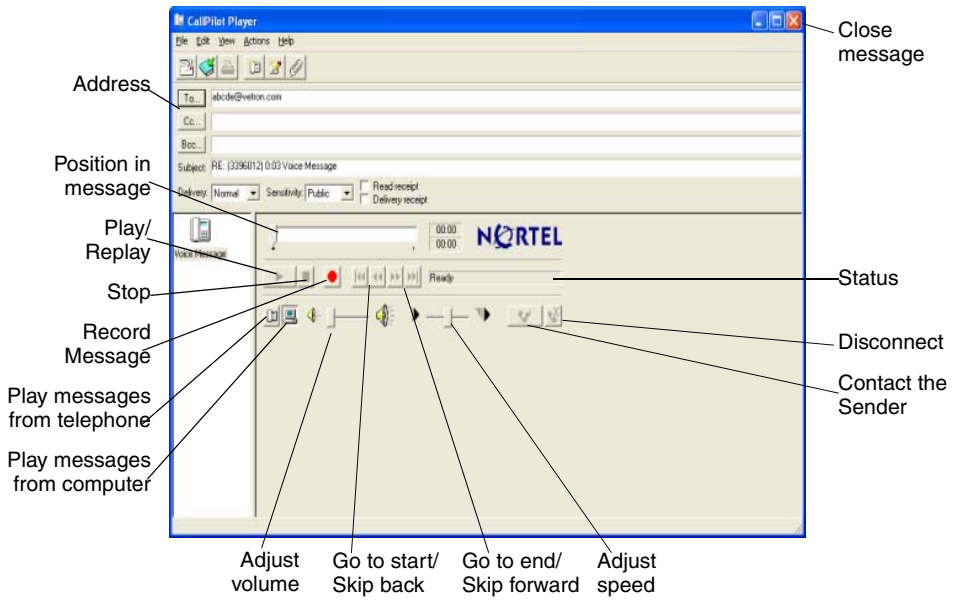 CallPilot Player
File Edit View Actions Help
To... abcde@vetron.com
Cc...
Bcc...
Subject: RE: (3396012) 0:03 Voice Message
Delivery: Normal Sensitivity: Public Read receipt
Delivery receipt
Voice Message
00:00
00:00
NORTEL
Ready
Close
message
Address
Position in
message
Play/
Replay
Stop
Record
Message
Play messages
from telephone
Play messages
from computer
Status
Disconnect
Contact the
Sender
Adjust
volume
Go to start/
Skip back
Go to end/
Skip forward
Adjust
speed